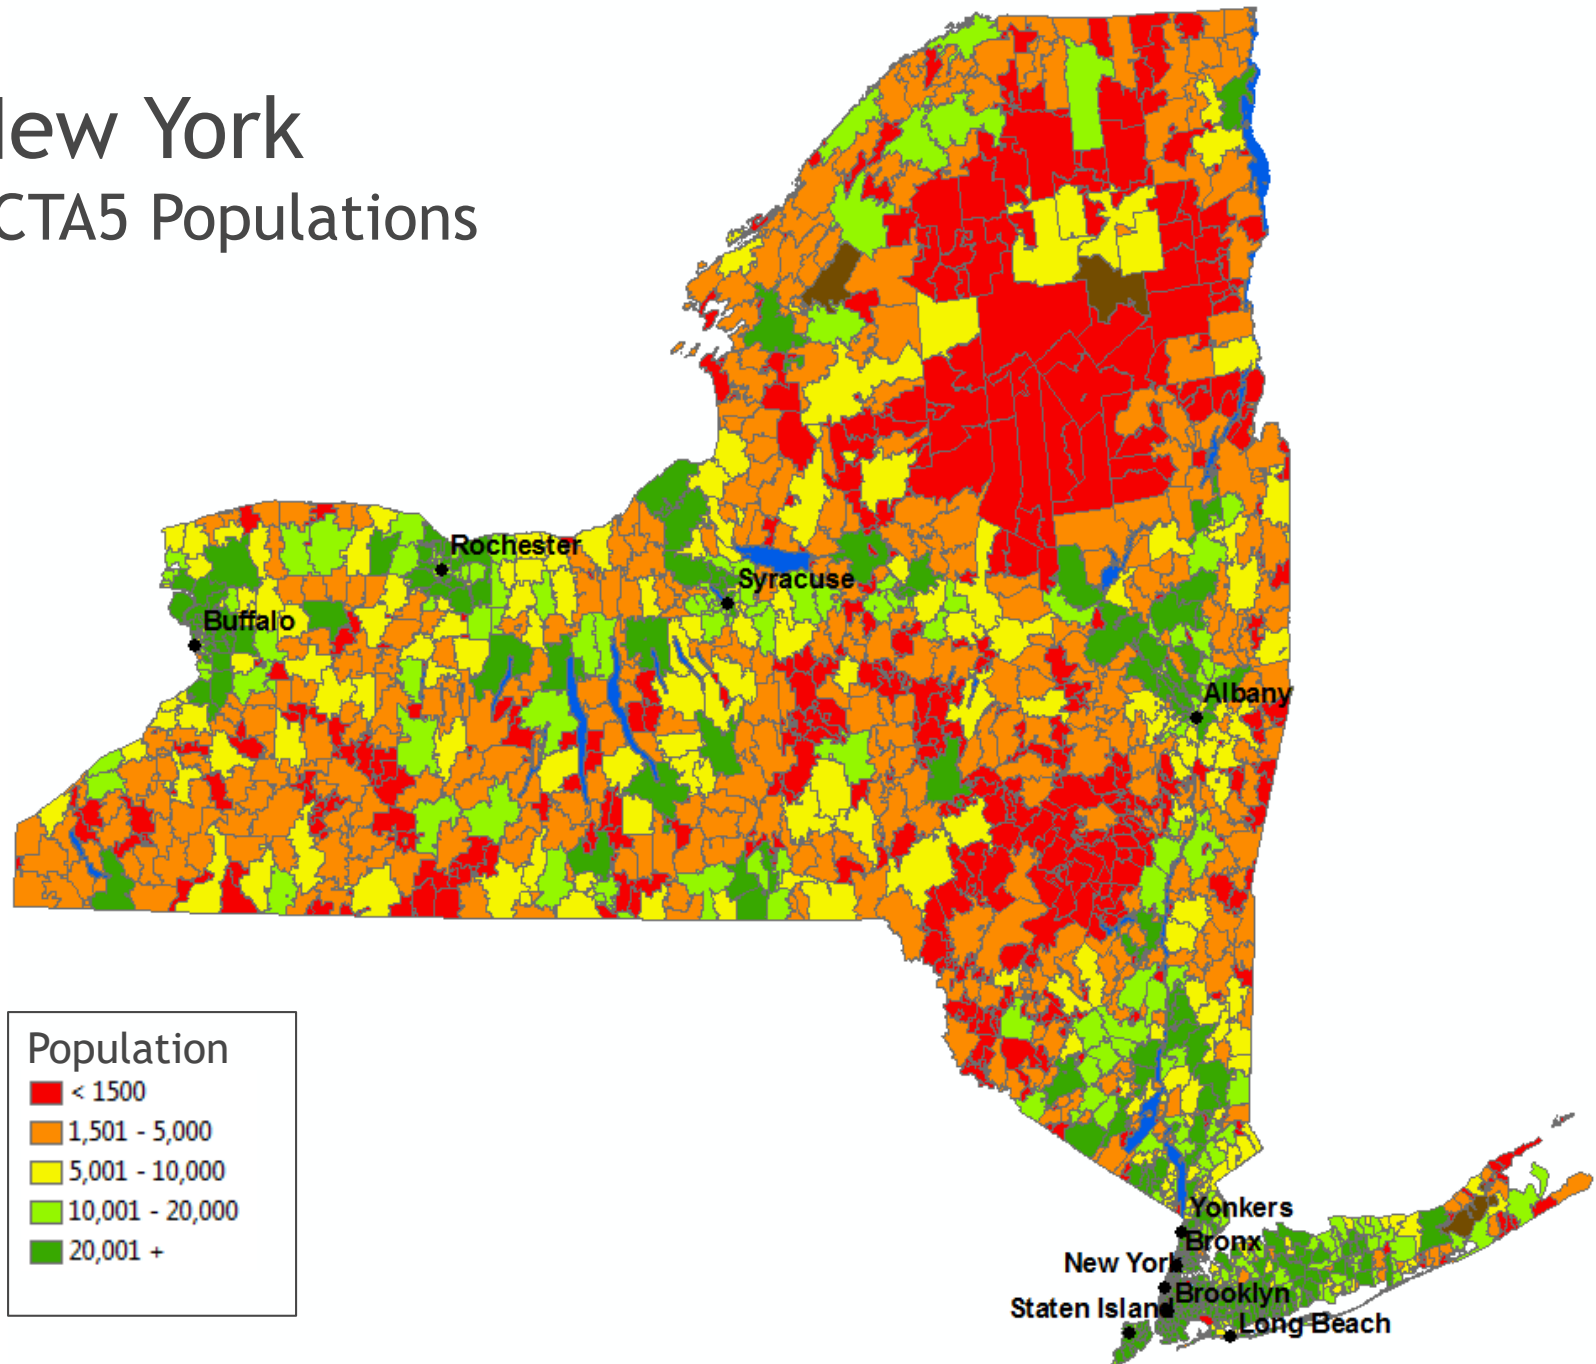 ew York
CTA5 Populations
Rochester
Syracuse
Buffalo
Albany
Population
< 1500
1,501 - 5,000
5,001 - 10,000
10,001 - 20,000
20,001 +
Yonkers
Bronx
New York
Brooklyn
Staten Island
Long Beach